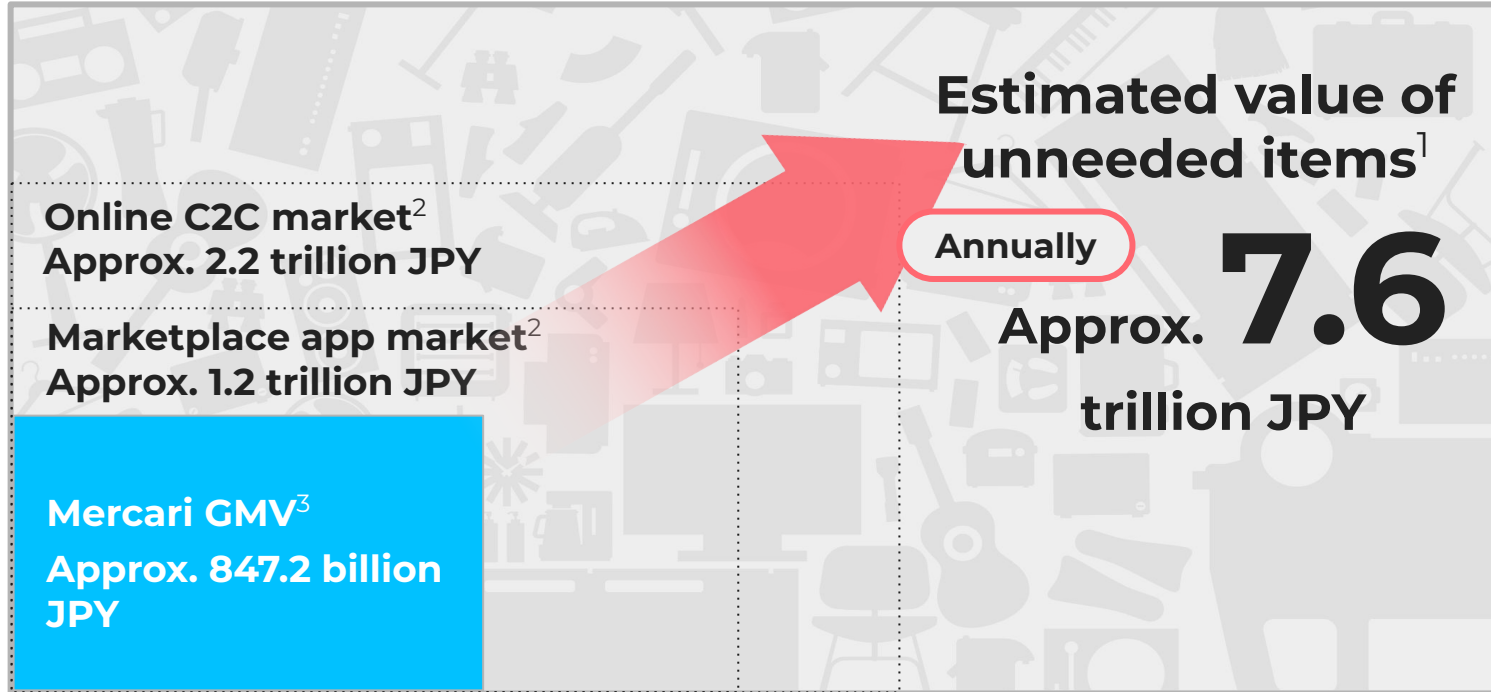 Estimated value of
unneeded items1
Annually
Approx. 7.6
trillion JPY
Online C2C market2
Approx. 2.2 trillion JPY
Marketplace app market2
Approx. 1.2 trillion JPY
Mercari GMV3
Approx. 847.2 billion
JPY